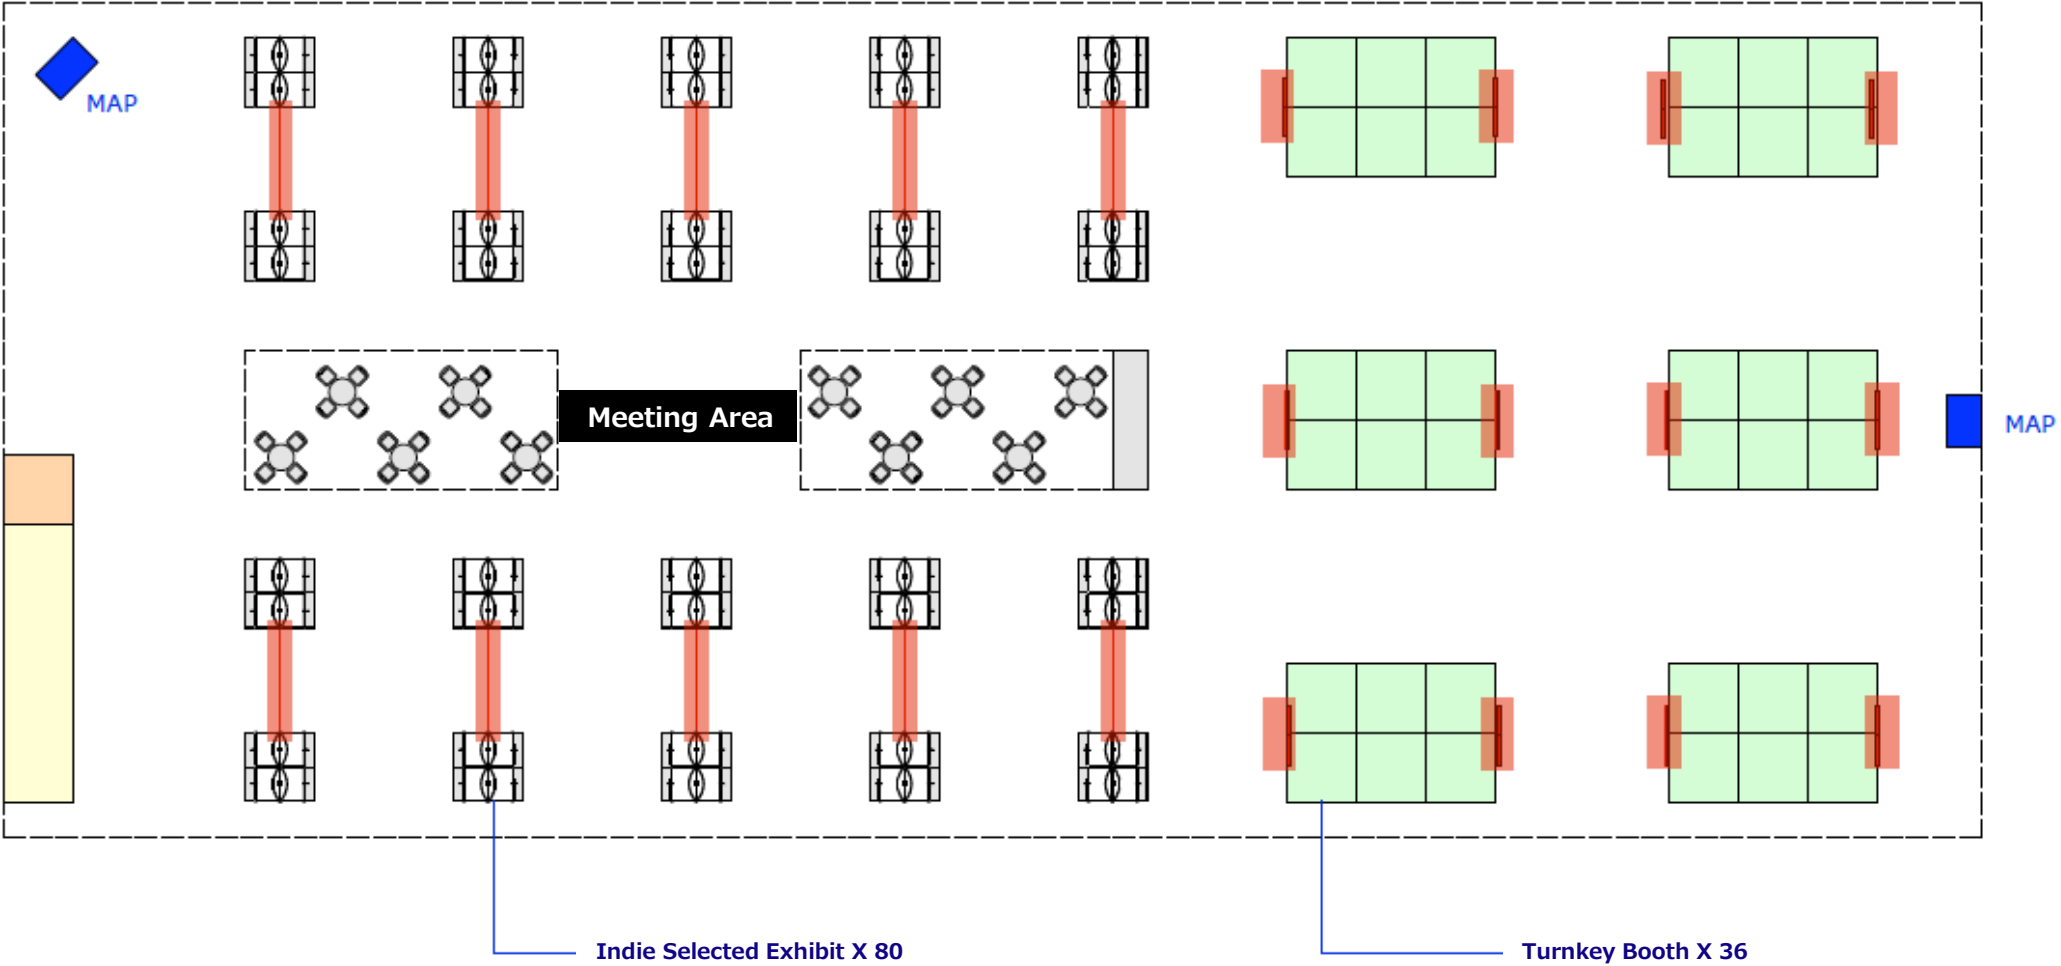 MAP
Meeting Area
MAP
Indie Selected Exhibit X 80
Turnkey Booth X 36